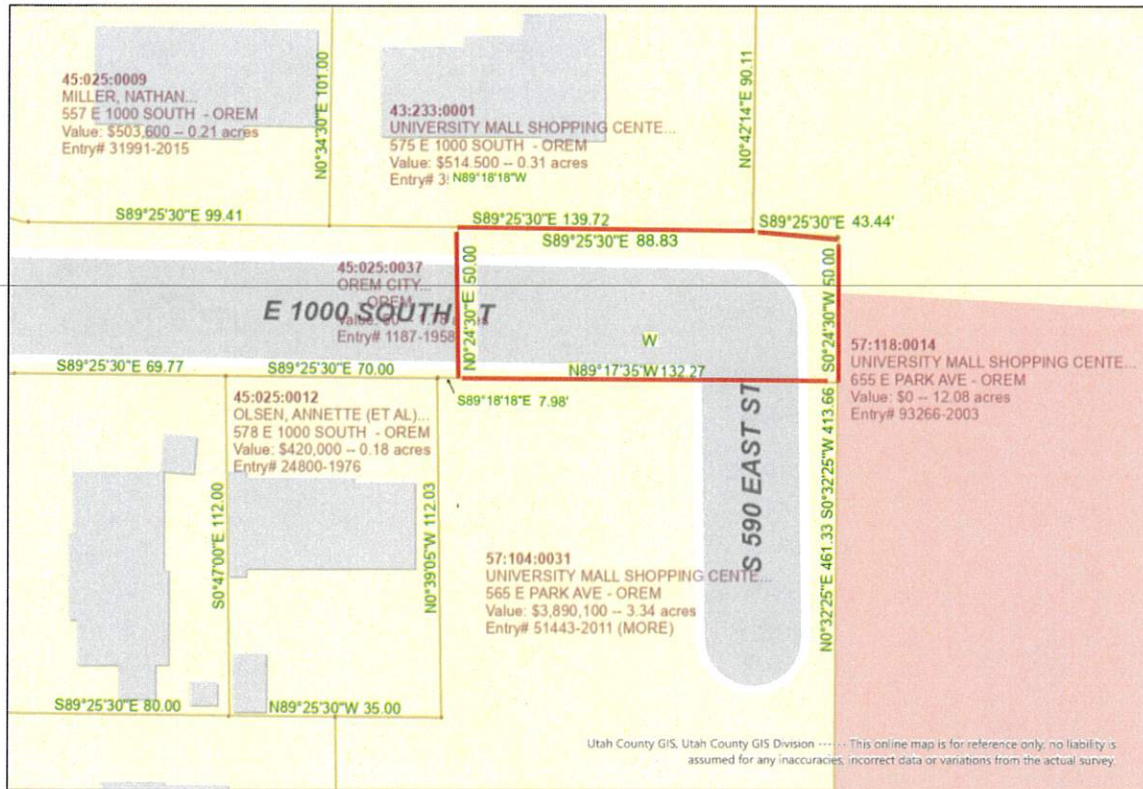 45:025:0009
MILLER, NATHAN...
557 E 1000 SOUTH - OREM
Value: $503,600 -- 0.21 acres
Entry# 31991-2015
N0°34'30"E 101.00
43:233:0001
UNIVERSITY MALL SHOPPING CENTE...
575 E 1000 SOUTH - OREM
Value: $514.500 -- 0.31 acres
Entry# 3
N89°18'18"W
N0°42'14"E 90.11
S89°25'30"E 99.41
S89°25'30"E 139.72
S89°25'30"E 43.44'
S89°25'30"E 88.83
45:025:0037
OREM CITY...
- OREM
Entry# 1187-1958
E 1000 SOUTH T
N0°24'30"E 50.00
W
S0°24'30"W 50.00
N89°17'35"W 132.27
S89°25'30"E 69.77
S89°25'30"E 70.00
S89°18'18"E 7.98'
57:118:0014
UNIVERSITY MALL SHOPPING CENTE...
655 E PARK AVE - OREM
Value: $0 -- 12.08 acres
Entry# 93266-2003
45:025:0012
OLSEN, ANNETTE (ET AL)...
578 E 1000 SOUTH - OREM
Value: $420,000 -- 0.18 acres
Entry# 24800-1976
S0°47'00"E 112.00
N0°39'05"W 112.03
S 590 EAST ST
N0°32'25"E 461.33 S0°32'25"W 413.66
57:104:0031
UNIVERSITY MALL SHOPPING CENTE...
565 E PARK AVE - OREM
Value: $3,890,100 -- 3.34 acres
Entry# 51443-2011 (MORE)
S89°25'30"E 80.00
N89°25'30"W 35.00
Utah County GIS, Utah County GIS Division ------ This online map is for reference only, no liability is
assumed for any inaccuracies, incorrect data or variations from the actual survey.